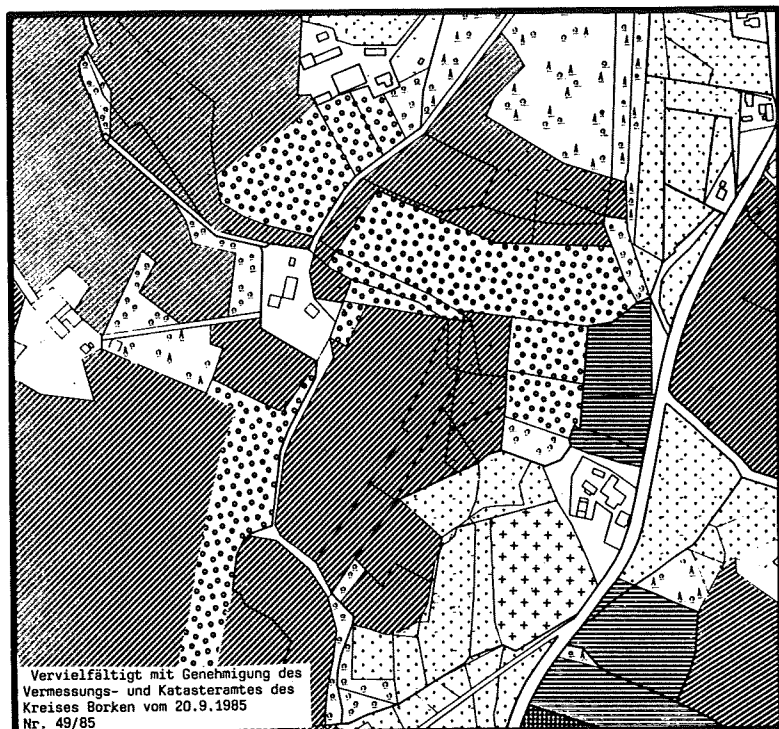 Vervielfältigt mit Genehmigung des
Vermessungs- und Katasteramtes des
Kreises Borken vom 20.9.1985
Nr. 49/85